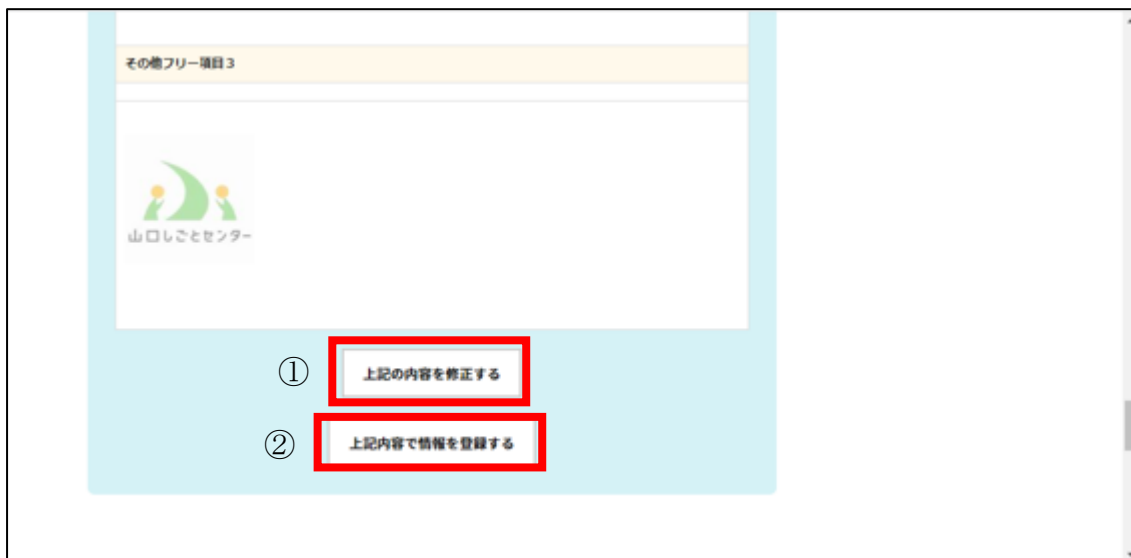 その他フリー項目3
山口しごとセンター
① 上記の内容を修正する
② 上記内容で情報を登録する